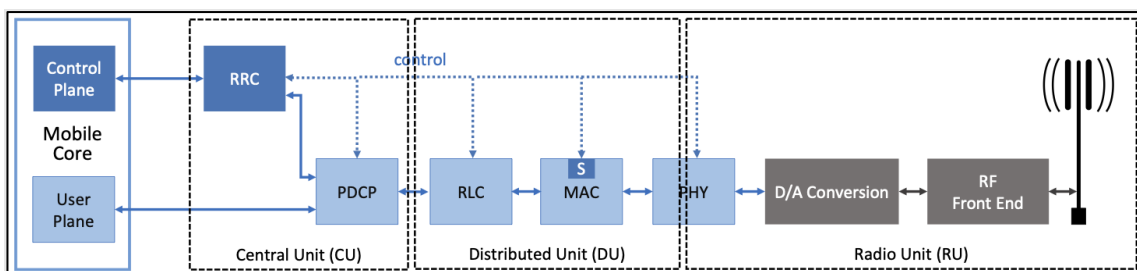 Control
Plane
Mobile
Core
User
Plane
RRC
control
PDCP
RLC
S
MAC
PHY
D/A Conversion
RF
Front End
Central Unit (CU)
Distributed Unit (DU)
Radio Unit (RU)